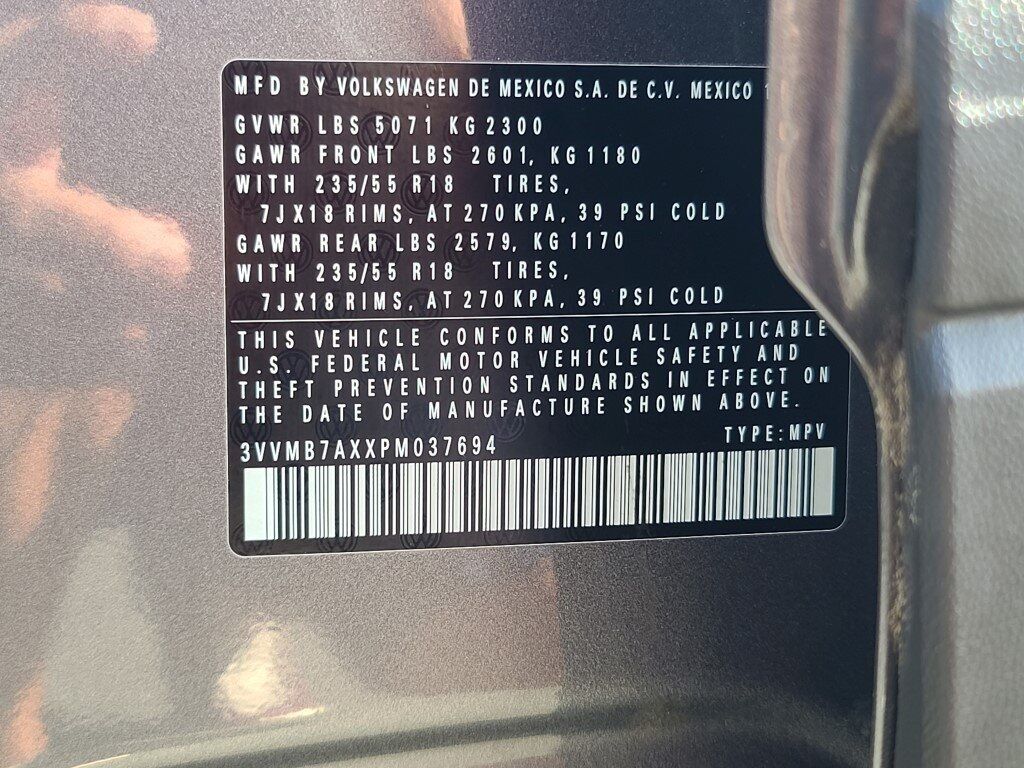 MFD BY VOLKSWAGEN DE MEXICO S.A. DE C.V. MEXICO
GVWR LBS 5071 KG 2300
GAWR FRONT LBS 2601, KG 1180
WITH 235/55 R18 TIRES,
7JX18 RIMS, AT 270 KPA, 39 PSI COLD
GAWR REAR LBS 2579, KG 1170
WITH 235/55 R18 TIRES,
7JX18 RIMS, AT 270 KPA, 39 PSI COLD
THIS VEHICLE CONFORMS TO ALL APPLICABLE
U.S. FEDERAL MOTOR VEHICLE SAFETY AND
THEFT PREVENTION STANDARDS IN EFFECT ON
THE DATE OF MANUFACTURE SHOWN ABOVE.
3VVMB7AXXPM037694 TYPE: MPV